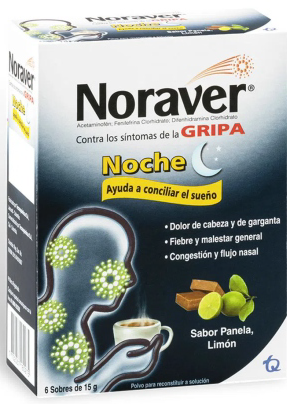 Noraver®
Acetaminofén, Fenilefrina Clorhidrato, Difenhidramina Clorhidrato
Contra los síntomas de la GRIPA
Noche
Ayuda a conciliar el sueño
• Dolor de cabeza y de garganta
• Fiebre y malestar general
• Congestión y flujo nasal
Sabor Panela,
Limón
6 Sobres de 15 g
Polvo para reconstituir a solución
TQ